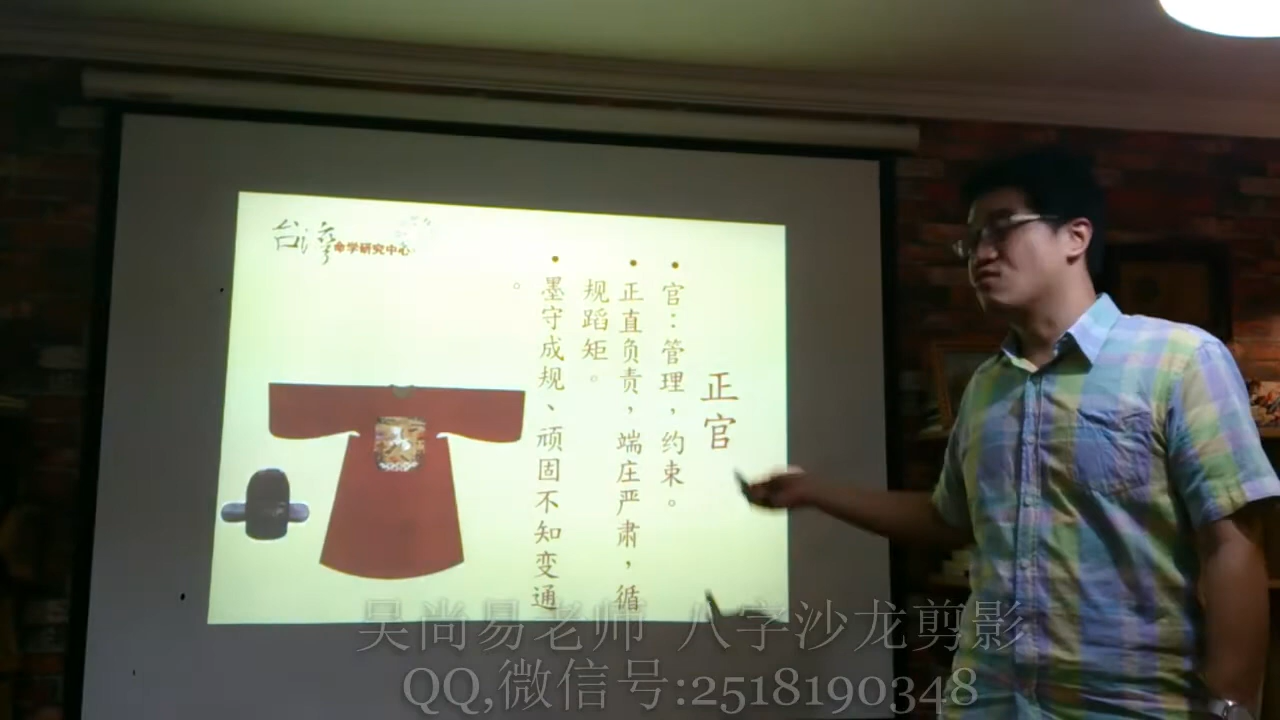 台湾命学研究中心
正官
• 官：管理，约束。
• 正直负责，端庄严肃，循
规蹈矩。
• 墨守成规、顽固不知变通
。
吴尚易老师 八字沙龙剪影
QQ,微信号:2518190348